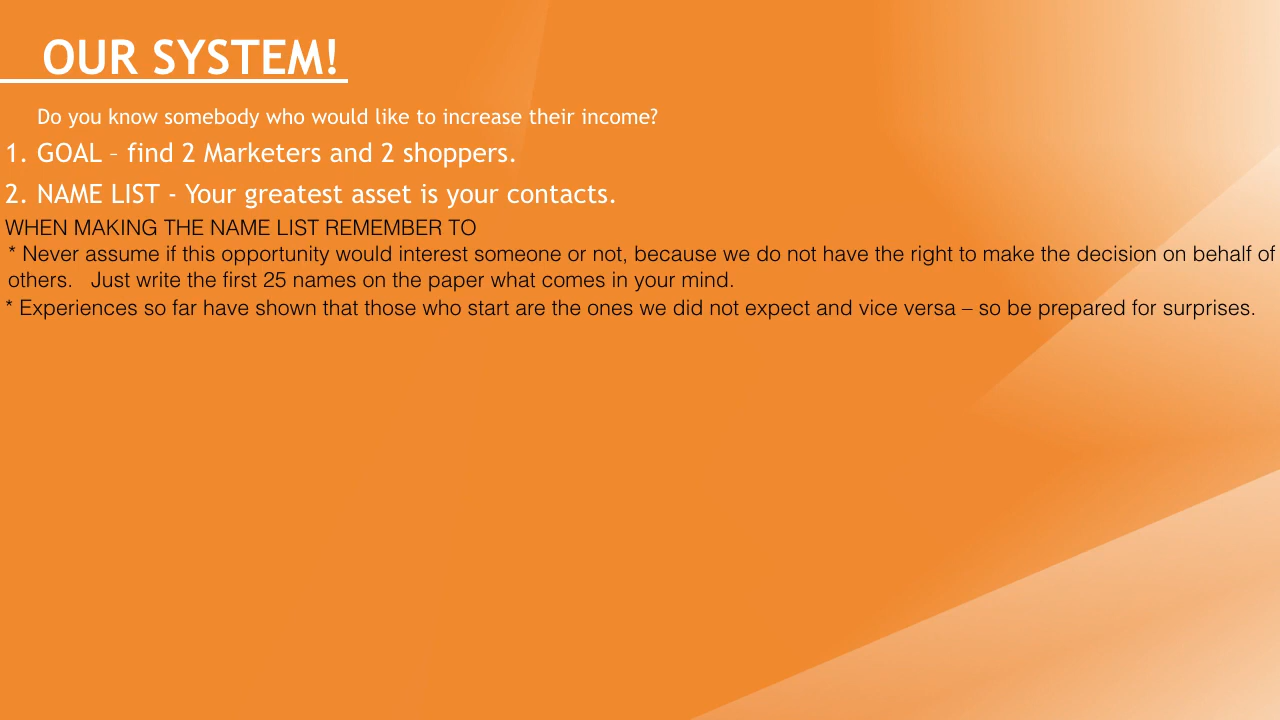 OUR SYSTEM!
Do you know somebody who would like to increase their income?
1. GOAL – find 2 Marketers and 2 shoppers.
2. NAME LIST - Your greatest asset is your contacts.
WHEN MAKING THE NAME LIST REMEMBER TO
* Never assume if this opportunity would interest someone or not, because we do not have the right to make the decision on behalf of
others.   Just write the first 25 names on the paper what comes in your mind.
* Experiences so far have shown that those who start are the ones we did not expect and vice versa – so be prepared for surprises.